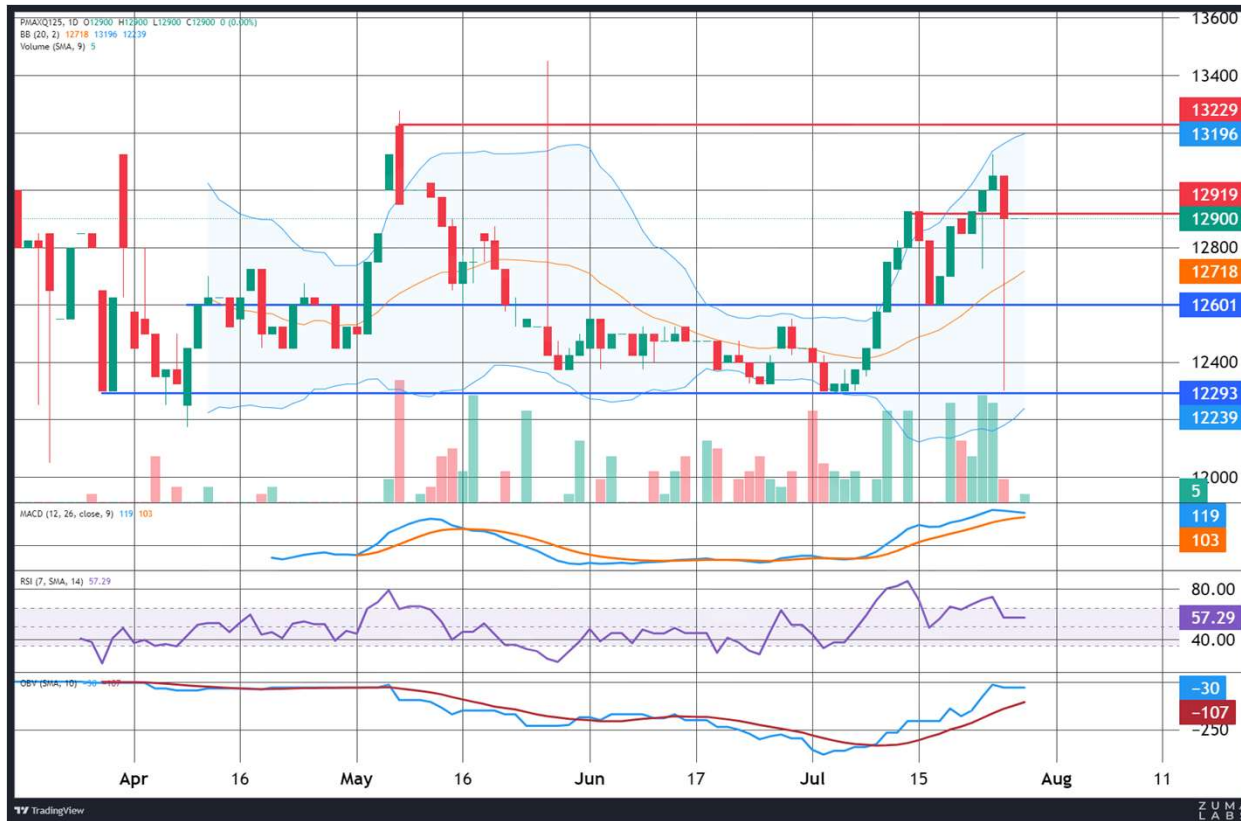 PMAXQ125, 1D O12900 H12900 L12900 C12900 0 (0.00%)
BB (20, 2) 12718 13196 12239
Volume (SMA, 9) 5
13600
13400
13229
13196
12919
12900
12800
12718
12601
12400
12293
12239
12000
5
MACD (12, 26, close, 9) 119 103
119
103
RSI (7, SMA, 14) 57.29
80.00
57.29
40.00
OBV (SMA, 10) −30 −107
−30
−107
−250
Apr 16 May 16 Jun 17 Jul 15 Aug 11
TradingView
ZUMA
LABS